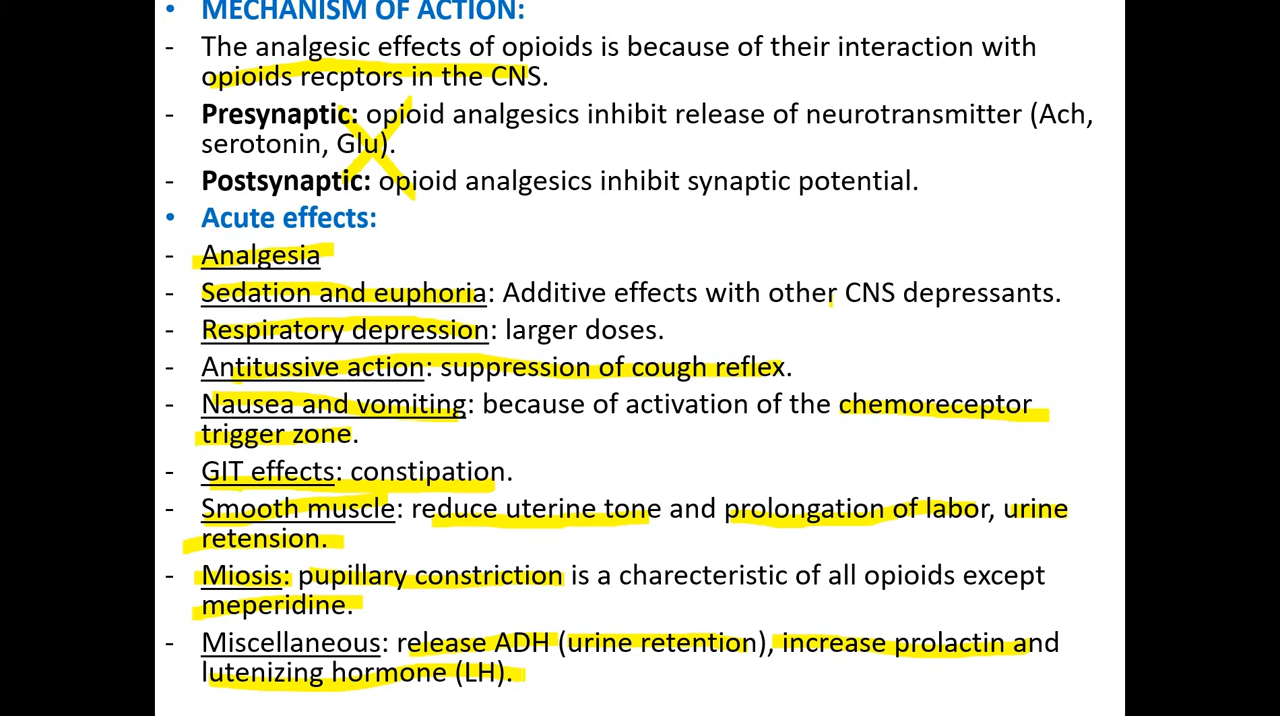 • MECHANISM OF ACTION:
- The analgesic effects of opioids is because of their interaction with
opioids recptors in the CNS.
- Presynaptic: opioid analgesics inhibit release of neurotransmitter (Ach,
serotonin, Glu).
- Postsynaptic: opioid analgesics inhibit synaptic potential.
• Acute effects:
- Analgesia
- Sedation and euphoria: Additive effects with other CNS depressants.
- Respiratory depression: larger doses.
- Antitussive action: suppression of cough reflex.
- Nausea and vomiting: because of activation of the chemoreceptor
trigger zone.
- GIT effects: constipation.
- Smooth muscle: reduce uterine tone and prolongation of labor, urine
retension.
- Miosis: pupillary constriction is a charecteristic of all opioids except
meperidine.
- Miscellaneous: release ADH (urine retention), increase prolactin and
lutenizing hormone (LH).